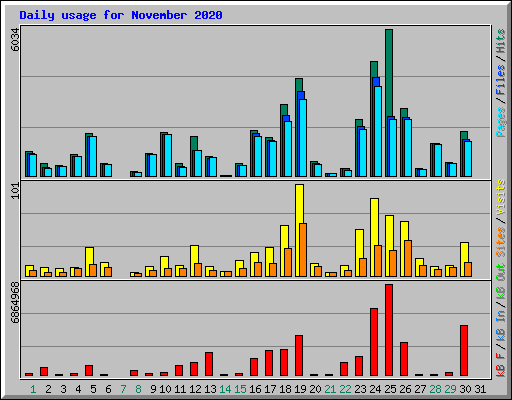 Daily usage for November 2020
6034
101
6864968
Pages / Files / Hits
Sites / Visits
kB F / kB In / kB Out
1 2 3 4 5 6 7 8 9 10 11 12 13 14 15 16 17 18 19 20 21 22 23 24 25 26 27 28 29 30 31